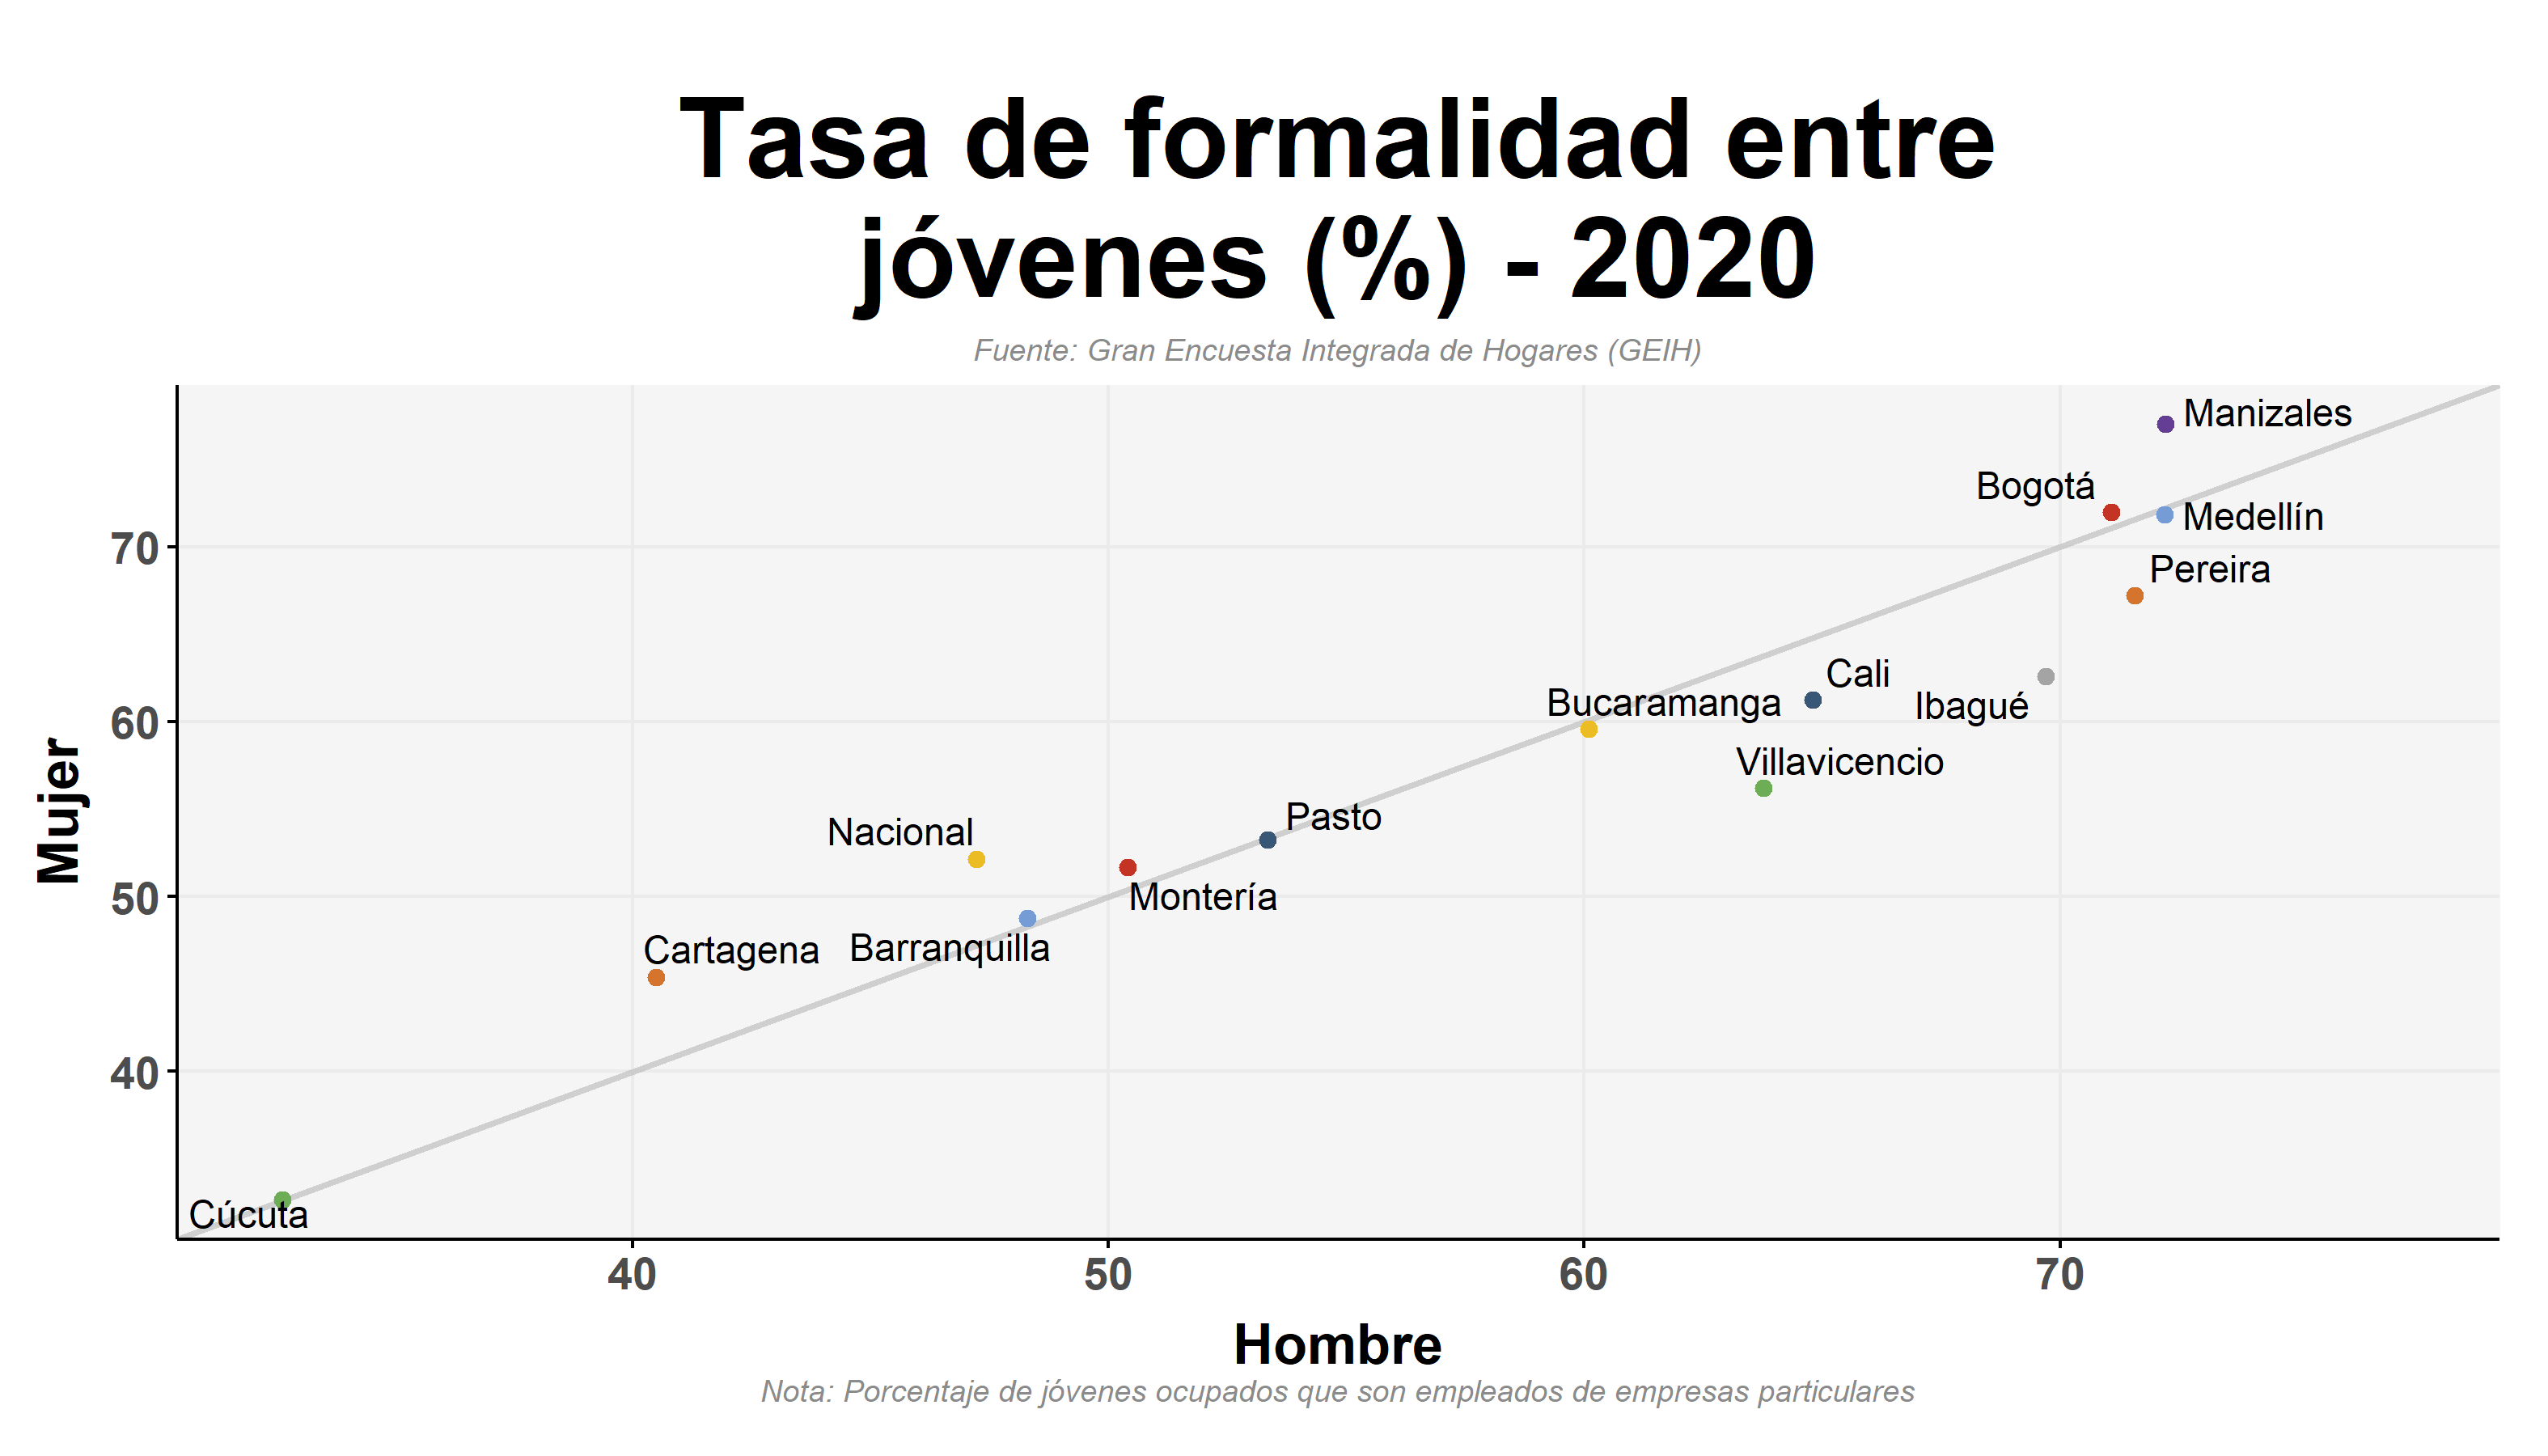 Tasa de formalidad entre
jóvenes (%) - 2020
Fuente: Gran Encuesta Integrada de Hogares (GEIH)
Manizales
Bogotá
Medellín
70
Pereira
Cali
Bucaramanga
Ibagué
60
Villavicencio
Mujer
Pasto
Nacional
50
Montería
Barranquilla
Cartagena
40
Cúcuta
40 50 60 70
Hombre
Nota: Porcentaje de jóvenes ocupados que son empleados de empresas particulares